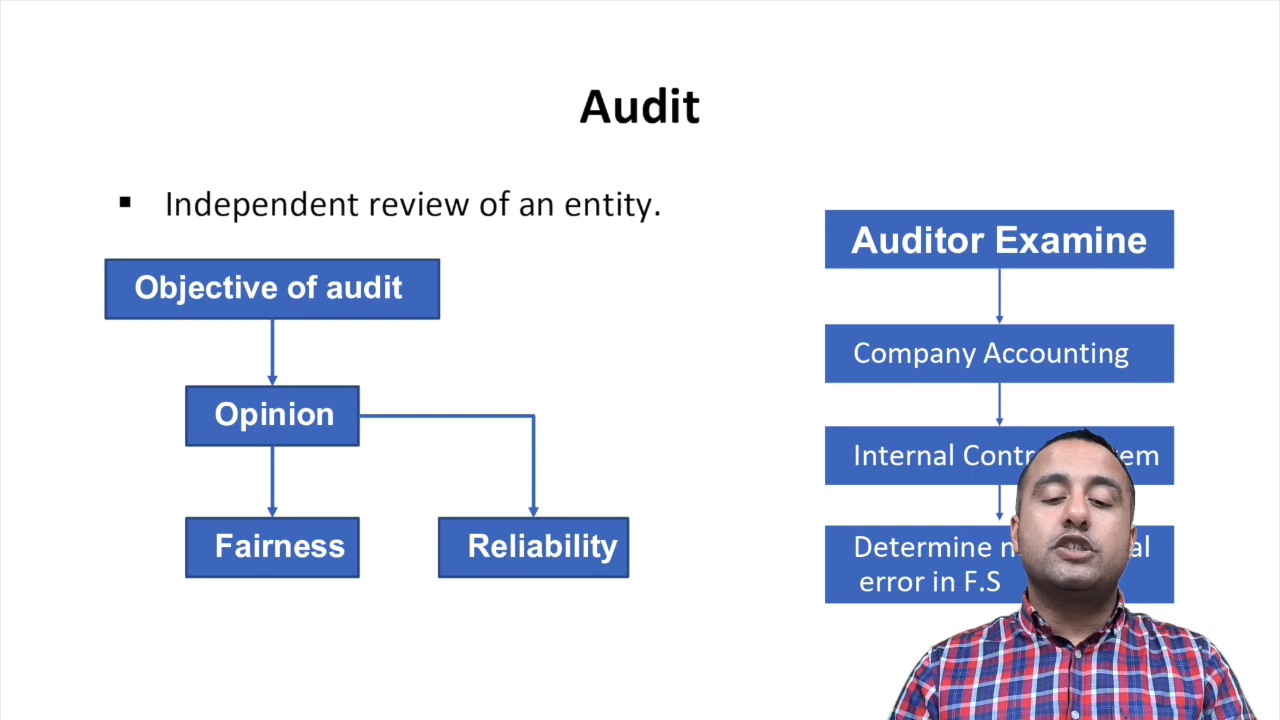 Audit
▪ Independent review of an entity.
Objective of audit
Opinion
Fairness
Reliability
Auditor Examine
Company Accounting
Internal
Determine
error in F.S